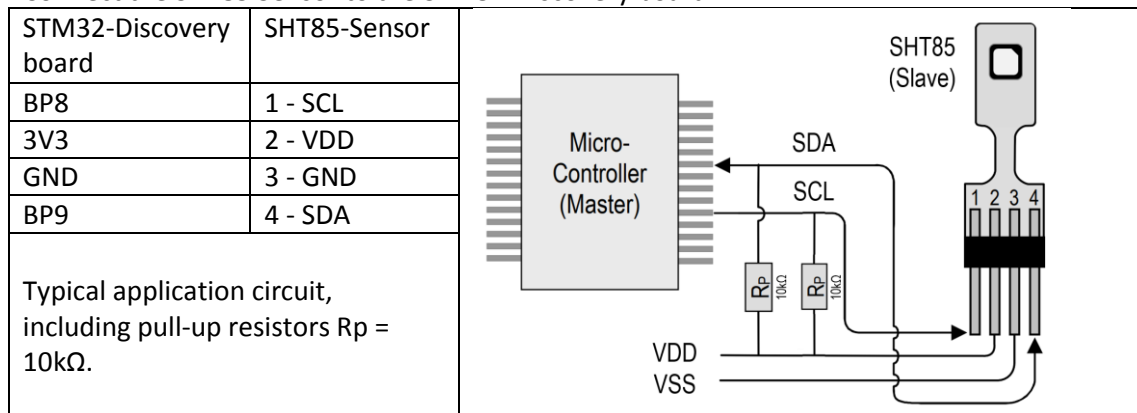 STM32-Discovery board
SHT85-Sensor
BP8
1 - SCL
3V3
2 - VDD
GND
3 - GND
BP9
4 - SDA
Typical application circuit,
including pull-up resistors Rp =
10kΩ.
SHT85
(Slave)
Micro-
Controller
(Master)
SDA
SCL
1 2 3 4
RP 10kΩ
RP 10kΩ
VDD
VSS